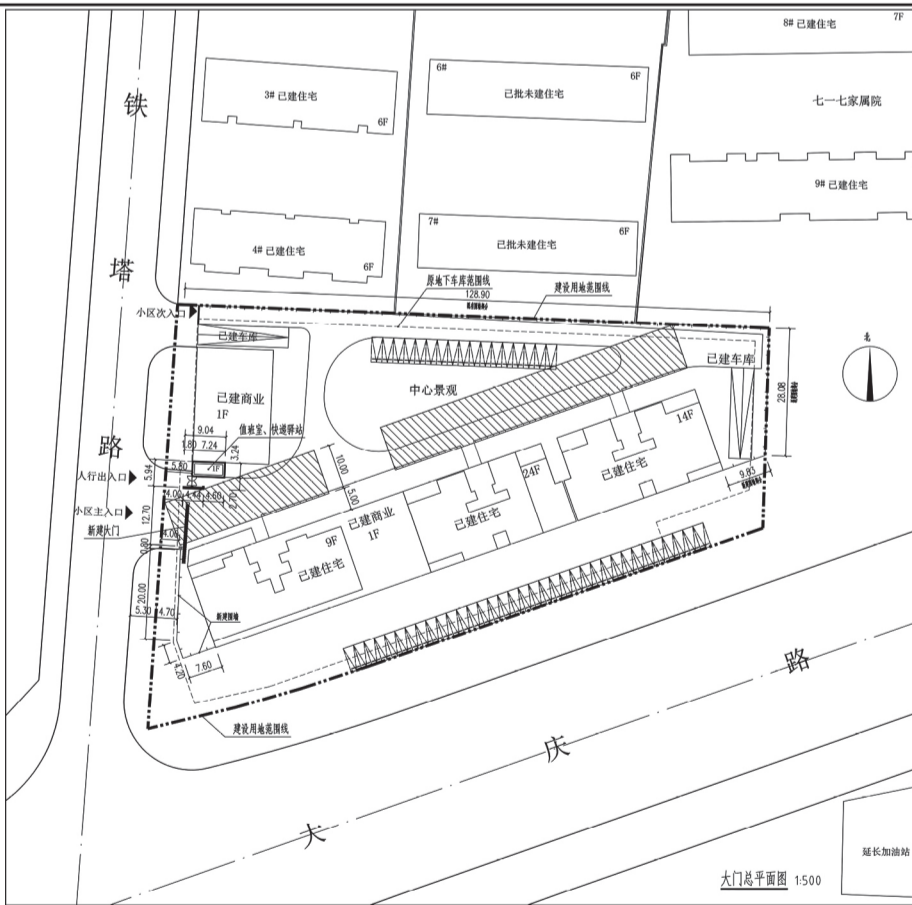 8# 已建住宅
7F
3# 已建住宅
6F
6#
6F
已批未建住宅
七一七家属院
9# 已建住宅
4# 已建住宅
6F
7#
6F
已批未建住宅
铁塔路
原地下车库范围线
建设用地范围线
128.90
小区次入口
已建车库
已建车库
北
28.08
中心景观
已建商业
1F
9.04
值班室、快递驿站
1.80
7.24
3.24
5.80
1F
5.94
人行出入口
4.00
4.44
4.60
2.70
10.00
5.00
14F
已建住宅
24F
9.83
小区主入口
12.70
新建大门
4.00
已建商业
1F
已建住宅
9F
已建住宅
0.80
20.00
5.30
4.70
新建围墙
4.20
7.60
建设用地范围线
大庆路
延长加油站
大门总平面图 1:500